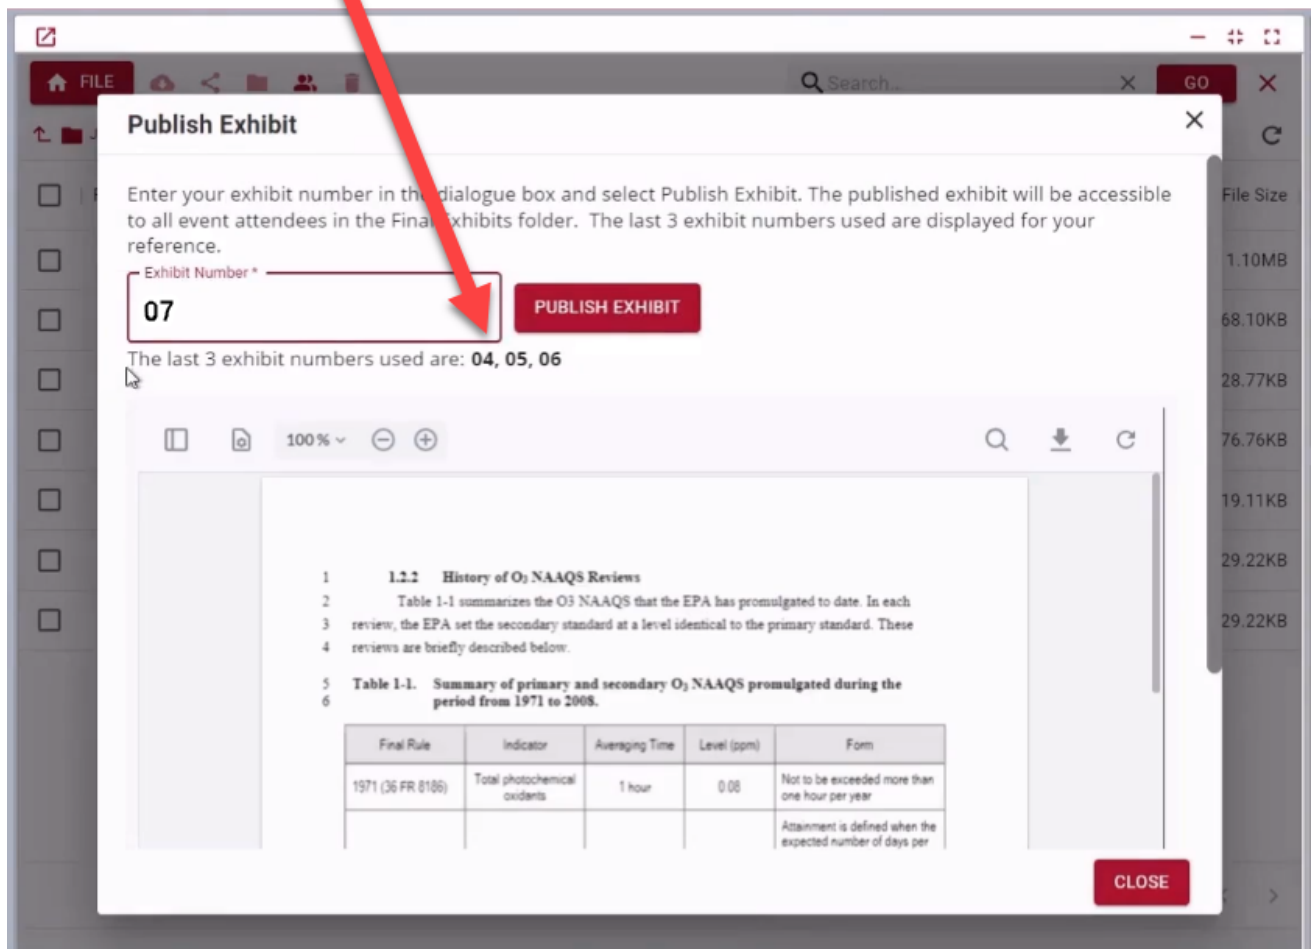 FILE
Search...
GO
Publish Exhibit
Enter your exhibit number in the dialogue box and select Publish Exhibit. The published exhibit will be accessible
to all event attendees in the Final Exhibits folder. The last 3 exhibit numbers used are displayed for your
reference.
File Size
Exhibit Number *
07
PUBLISH EXHIBIT
The last 3 exhibit numbers used are: 04, 05, 06
1.10MB
68.10KB
28.77KB
76.76KB
19.11KB
29.22KB
29.22KB
100%
1 1.2.2 History of O3 NAAQS Reviews
2 Table 1-1 summarizes the O3 NAAQS that the EPA has promulgated to date. In each
3 review, the EPA set the secondary standard at a level identical to the primary standard. These
4 reviews are briefly described below.
5 Table 1-1. Summary of primary and secondary O3 NAAQS promulgated during the
6 period from 1971 to 2008.
Final Rule Indicator Averaging Time Level (ppm) Form
1971 (36 FR 8186) Total photochemical oxidants 1 hour 0.08 Not to be exceeded more than one hour per year
Attainment is defined when the
expected number of days per
CLOSE